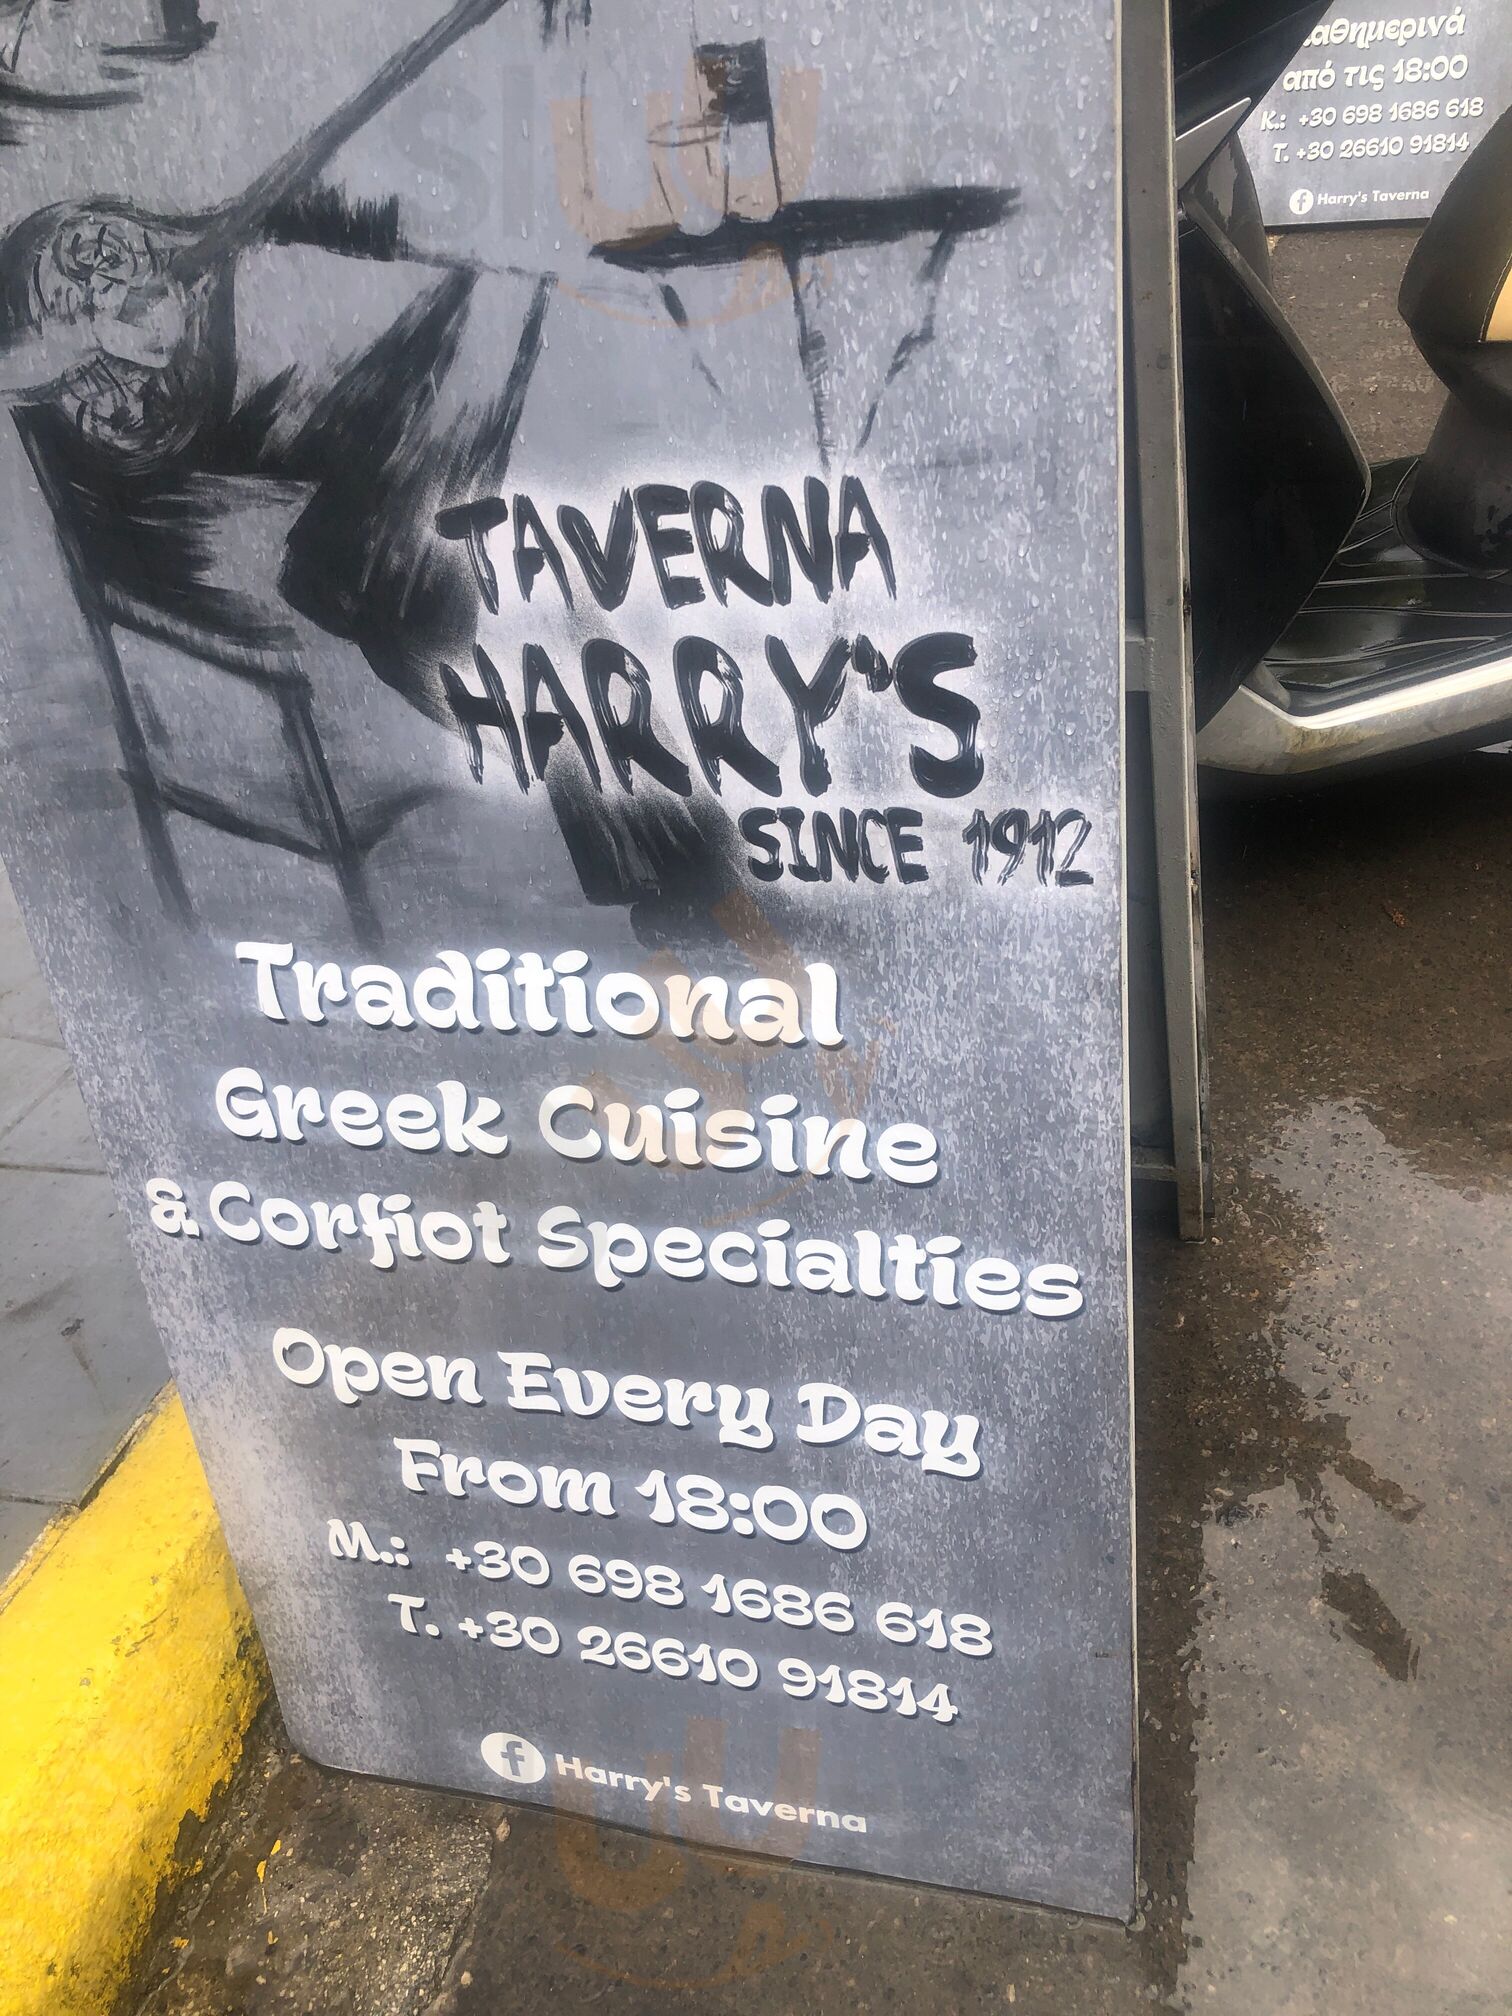 TAVERNA
HARRY'S
SINCE 1912
Traditional
Greek Cuisine
& Corfiot Specialties
Open Every Day
From 18:00
M.: +30 698 1686 618
T. +30 26610 91814
f Harry's Taverna
από τις 18:00
Κ.: +30 698 1686 618
Τ. +30 26610 91814
f Harry's Taverna